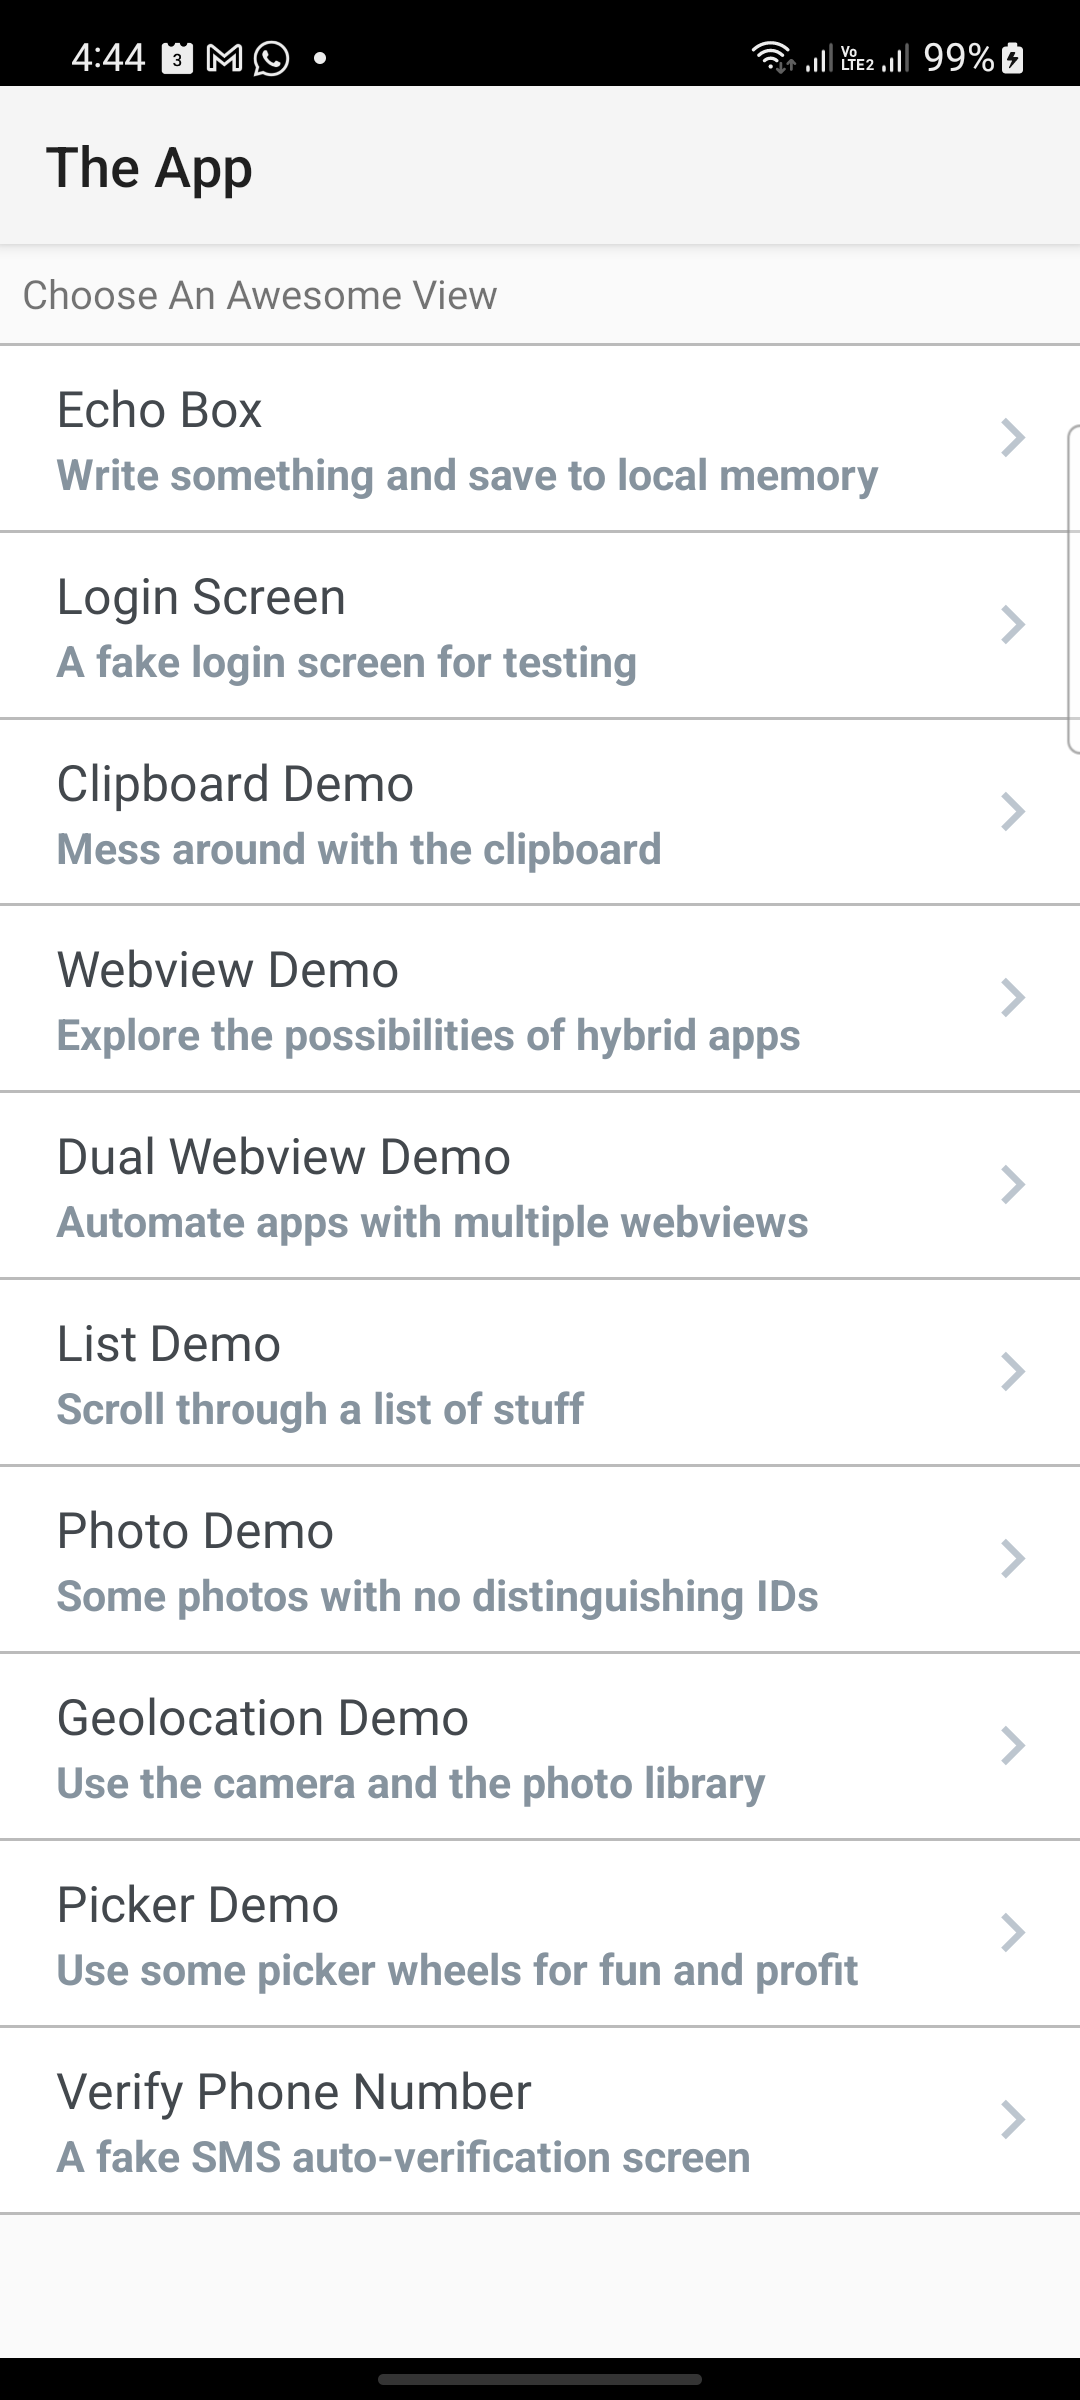 4:44 3 Vo LTE2 99%
The App
Choose An Awesome View
Echo Box
Write something and save to local memory
Login Screen
A fake login screen for testing
Clipboard Demo
Mess around with the clipboard
Webview Demo
Explore the possibilities of hybrid apps
Dual Webview Demo
Automate apps with multiple webviews
List Demo
Scroll through a list of stuff
Photo Demo
Some photos with no distinguishing IDs
Geolocation Demo
Use the camera and the photo library
Picker Demo
Use some picker wheels for fun and profit
Verify Phone Number
A fake SMS auto-verification screen